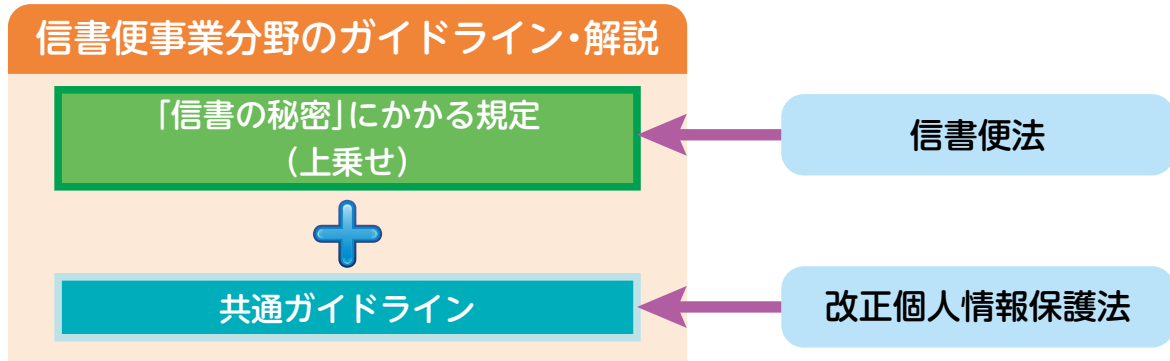 信書便事業分野のガイドライン・解説
「信書の秘密」にかかる規定
（上乗せ）
信書便法
共通ガイドライン
改正個人情報保護法